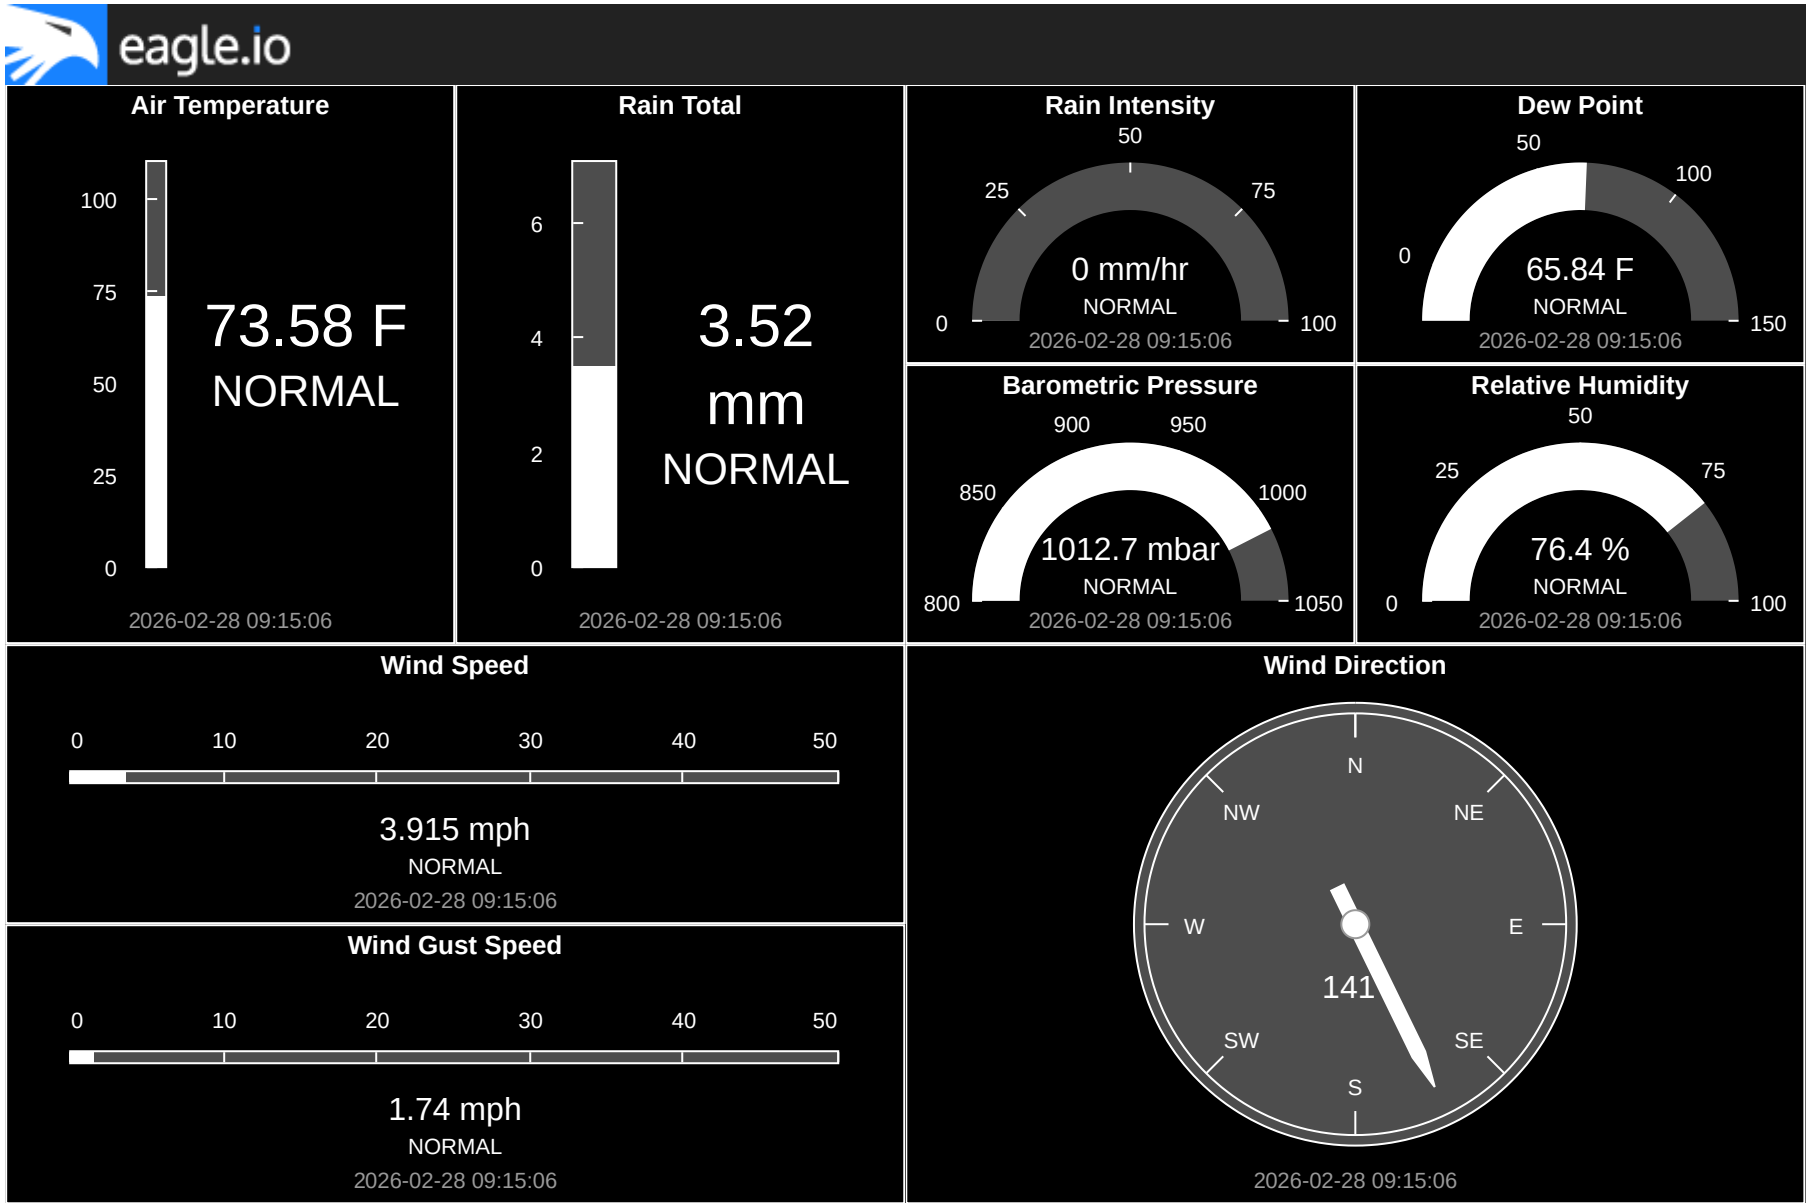 eagle.io
Air Temperature
100
75
50
25
0
73.58 F
NORMAL
2026-02-28 09:15:06
Rain Total
6
4
2
0
3.52
mm
NORMAL
2026-02-28 09:15:06
Rain Intensity
0
25
50
75
100
0 mm/hr
NORMAL
2026-02-28 09:15:06
Dew Point
0
50
100
150
65.84 F
NORMAL
2026-02-28 09:15:06
Barometric Pressure
800
850
900
950
1000
1050
1012.7 mbar
NORMAL
2026-02-28 09:15:06
Relative Humidity
0
25
50
75
100
76.4 %
NORMAL
2026-02-28 09:15:06
Wind Speed
0 10 20 30 40 50
3.915 mph
NORMAL
2026-02-28 09:15:06
Wind Gust Speed
0 10 20 30 40 50
1.74 mph
NORMAL
2026-02-28 09:15:06
Wind Direction
N
NW NE
W E
141
SW SE
S
2026-02-28 09:15:06